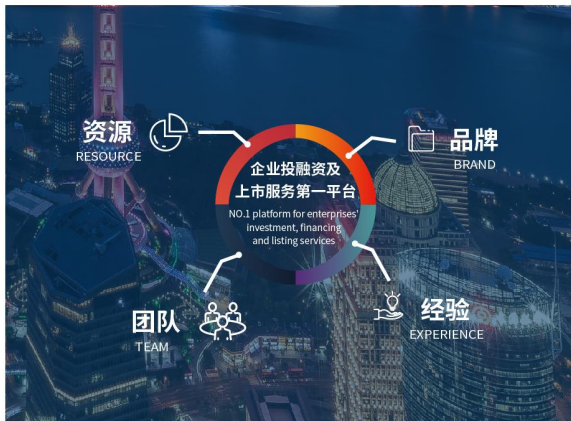 资源
RESOURCE
品牌
BRAND
企业投融资及
上市服务第一平台
NO.1 platform for enterprises'
investment, financing
and listing services
团队
TEAM
经验
EXPERIENCE